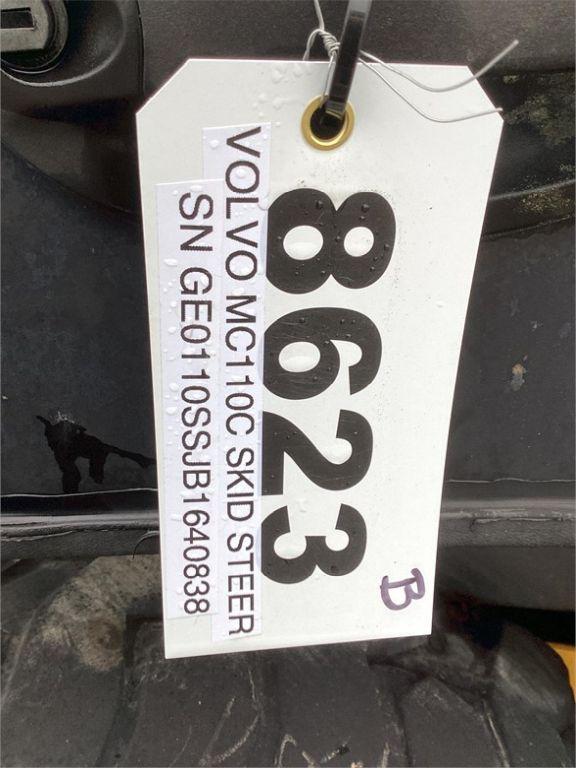 8623
VOLVO MC110C SKID STEER
SN GE0110SSJB1640838
B